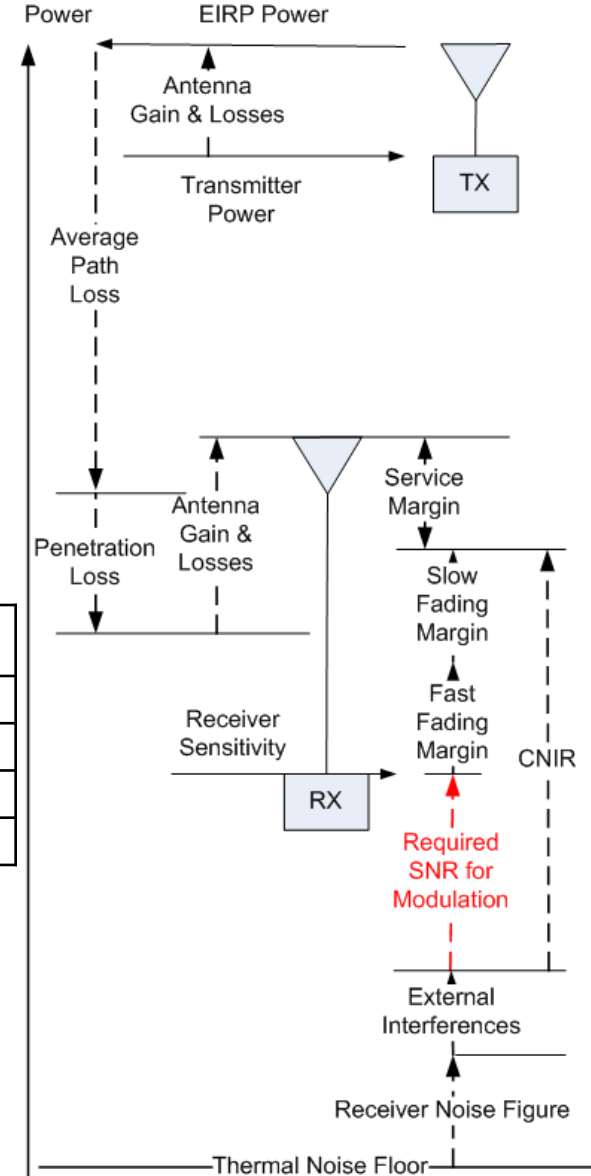 Power
EIRP Power
Antenna
Gain & Losses
TX
Transmitter
Power
Average
Path
Loss
Service
Margin
Antenna
Gain &
Losses
Penetration
Loss
Slow
Fading
Margin
Fast
Fading
Margin
Receiver
Sensitivity
CNIR
RX
Required
SNR for
Modulation
External
Interferences
Receiver Noise Figure
Thermal Noise Floor